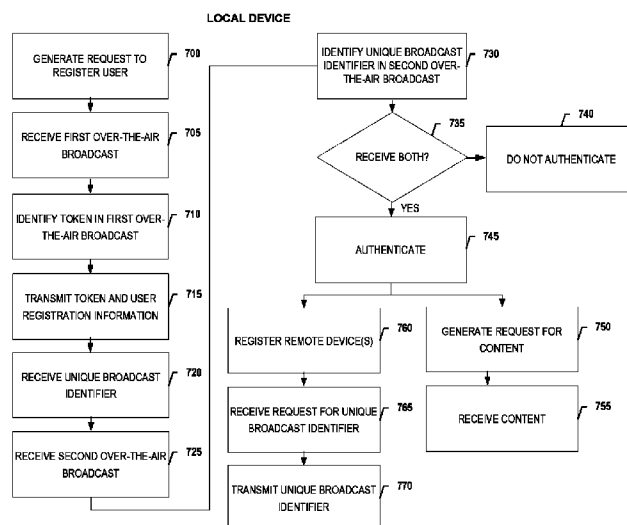 LOCAL DEVICE
GENERATE REQUEST TO
REGISTER USER
700
RECEIVE FIRST OVER-THE-AIR
BROADCAST
705
IDENTIFY TOKEN IN FIRST OVER-
THE-AIR BROADCAST
710
TRANSMIT TOKEN AND USER
REGISTRATION INFORMATION
715
RECEIVE UNIQUE BROADCAST
IDENTIFIER
720
RECEIVE SECOND OVER-THE-AIR
BROADCAST
725
IDENTIFY UNIQUE BROADCAST
IDENTIFIER IN SECOND OVER-
THE-AIR BROADCAST
730
RECEIVE BOTH?
735
DO NOT AUTHENTICATE
740
YES
AUTHENTICATE
745
REGISTER REMOTE DEVICE(S)
760
RECEIVE REQUEST FOR UNIQUE
BROADCAST IDENTIFIER
765
TRANSMIT UNIQUE BROADCAST
IDENTIFIER
770
GENERATE REQUEST FOR
CONTENT
750
RECEIVE CONTENT
755